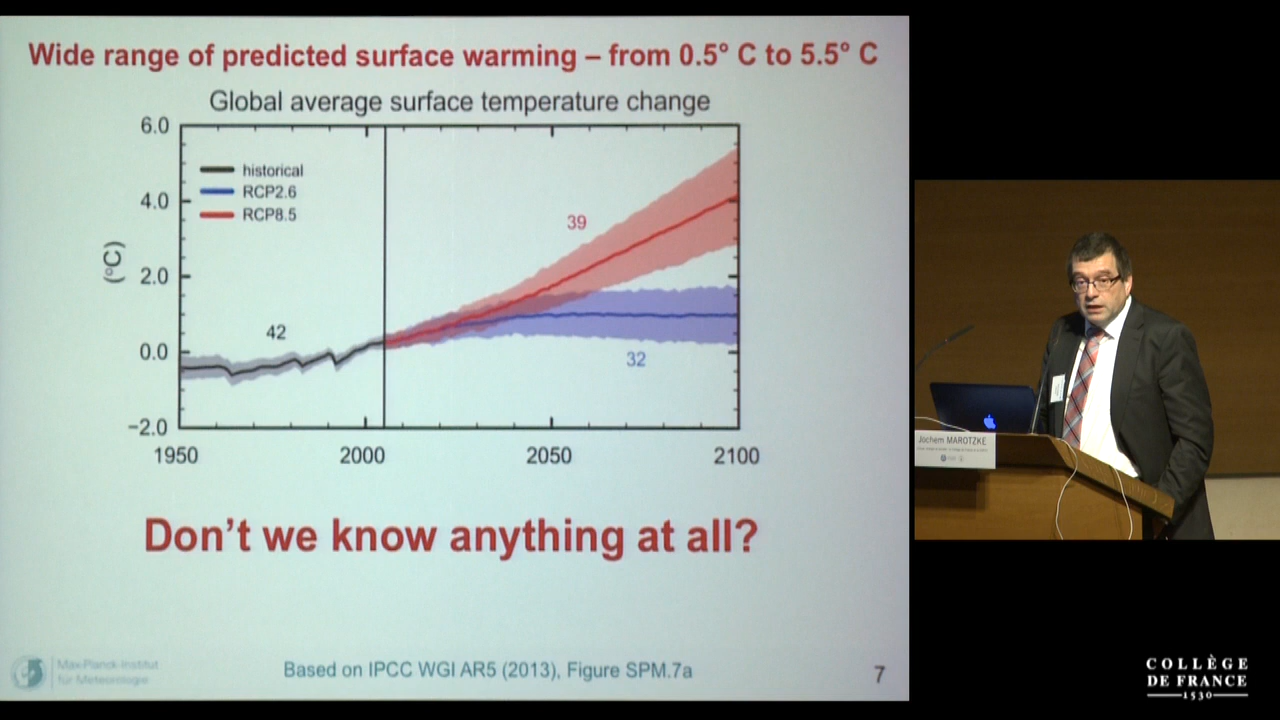 Wide range of predicted surface warming – from 0.5° C to 5.5° C
Global average surface temperature change
6.0
4.0
2.0
0.0
−2.0
(°C)
historical
RCP2.6
RCP8.5
39
42
32
1950
2000
2050
2100
Don't we know anything at all?
Max-Planck-Institut
für Meteorologie
Based on IPCC WGI AR5 (2013), Figure SPM.7a
7
Jochem MAROTZKE
COLLÈGE
DE FRANCE
1530